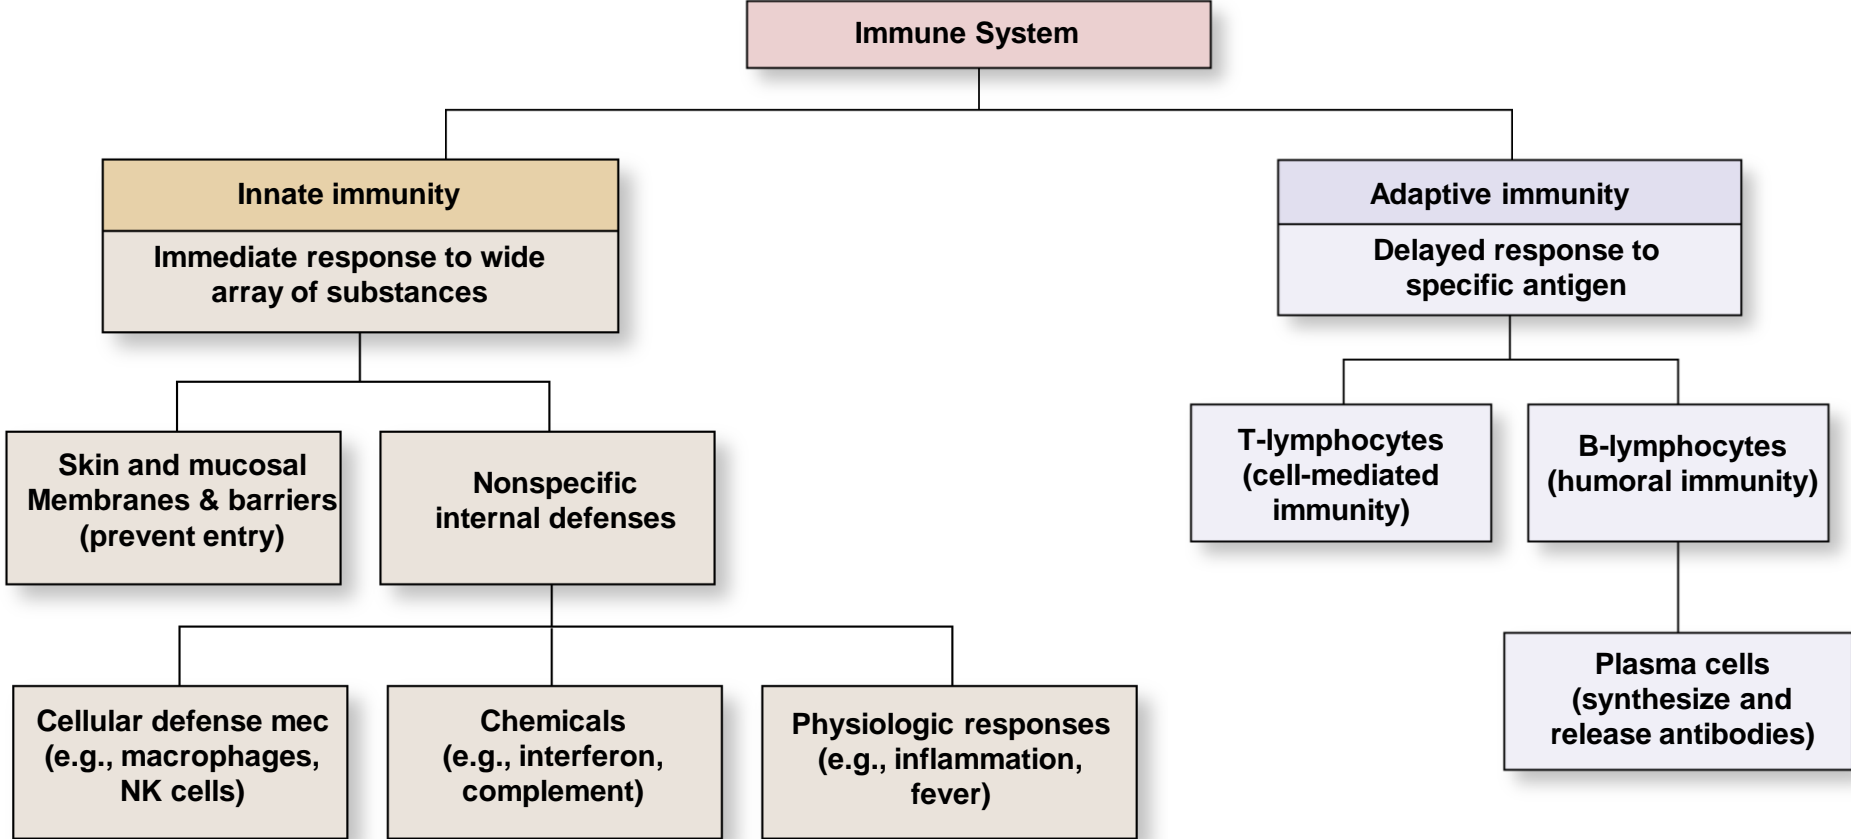 Immune System
Innate immunity
Immediate response to wide
array of substances
Adaptive immunity
Delayed response to
specific antigen
Skin and mucosal
Membranes & barriers
(prevent entry)
Nonspecific
internal defenses
T-lymphocytes
(cell-mediated
immunity)
B-lymphocytes
(humoral immunity)
Cellular defense mec
(e.g., macrophages,
NK cells)
Chemicals
(e.g., interferon,
complement)
Physiologic responses
(e.g., inflammation,
fever)
Plasma cells
(synthesize and
release antibodies)